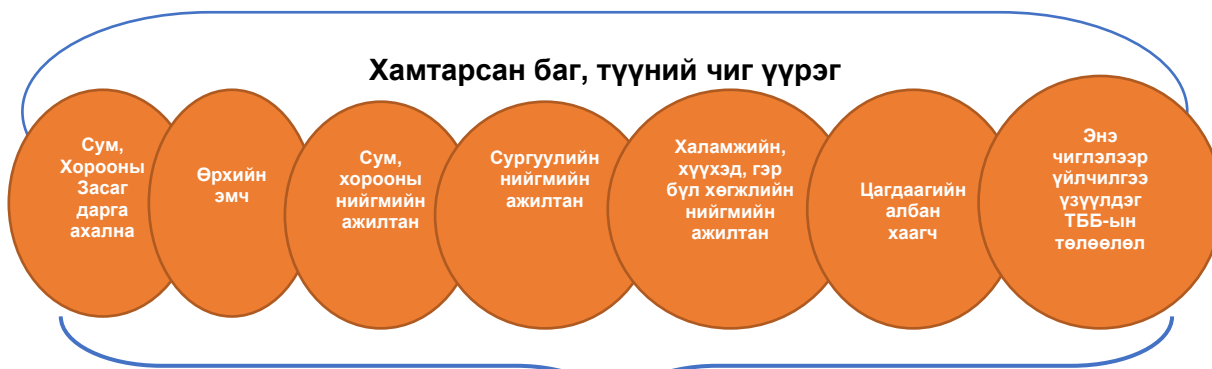 Хамтарсан баг, түүний чиг үүрэг
Сум,
Хорооны
Засаг
дарга
ахална
Өрхийн
эмч
Сум,
хорооны
нийгмийн
ажилтан
Сургуулийн
нийгмийн
ажилтан
Халамжийн,
хүүхэд, гэр
бүл хөгжлийн
нийгмийн
ажилтан
Цагдаагийн
албан
хаагч
Энэ
чиглэлээр
үйлчилгээ
үзүүлдэг
ТББ-ын
төлөөлөл